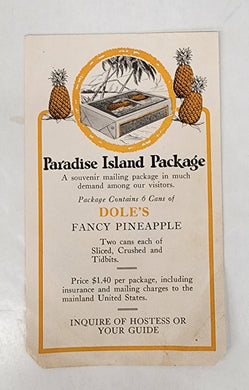 Paradise Island Package
A souvenir mailing package in much
demand among our visitors.
Package Contains 6 Cans of
DOLE'S
FANCY PINEAPPLE
Two cans each of
Sliced, Crushed and
Tidbits.
Price $1.40 per package, including
insurance and mailing charges to the
mainland United States.
INQUIRE OF HOSTESS OR
YOUR GUIDE